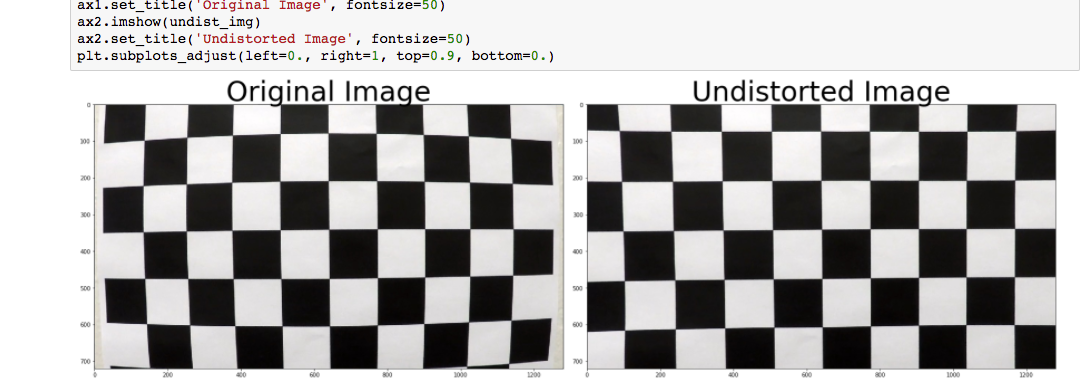 ax1.set_title('Original Image', fontsize=50)
ax2.imshow(undist_img)
ax2.set_title('Undistorted Image', fontsize=50)
plt.subplots_adjust(left=0., right=1, top=0.9, bottom=0.)
Original Image
Undistorted Image
0
100
200
300
400
500
600
700
0 200 400 600 800 1000 1200
0
100
200
300
400
500
600
700
0 200 400 600 800 1000 1200